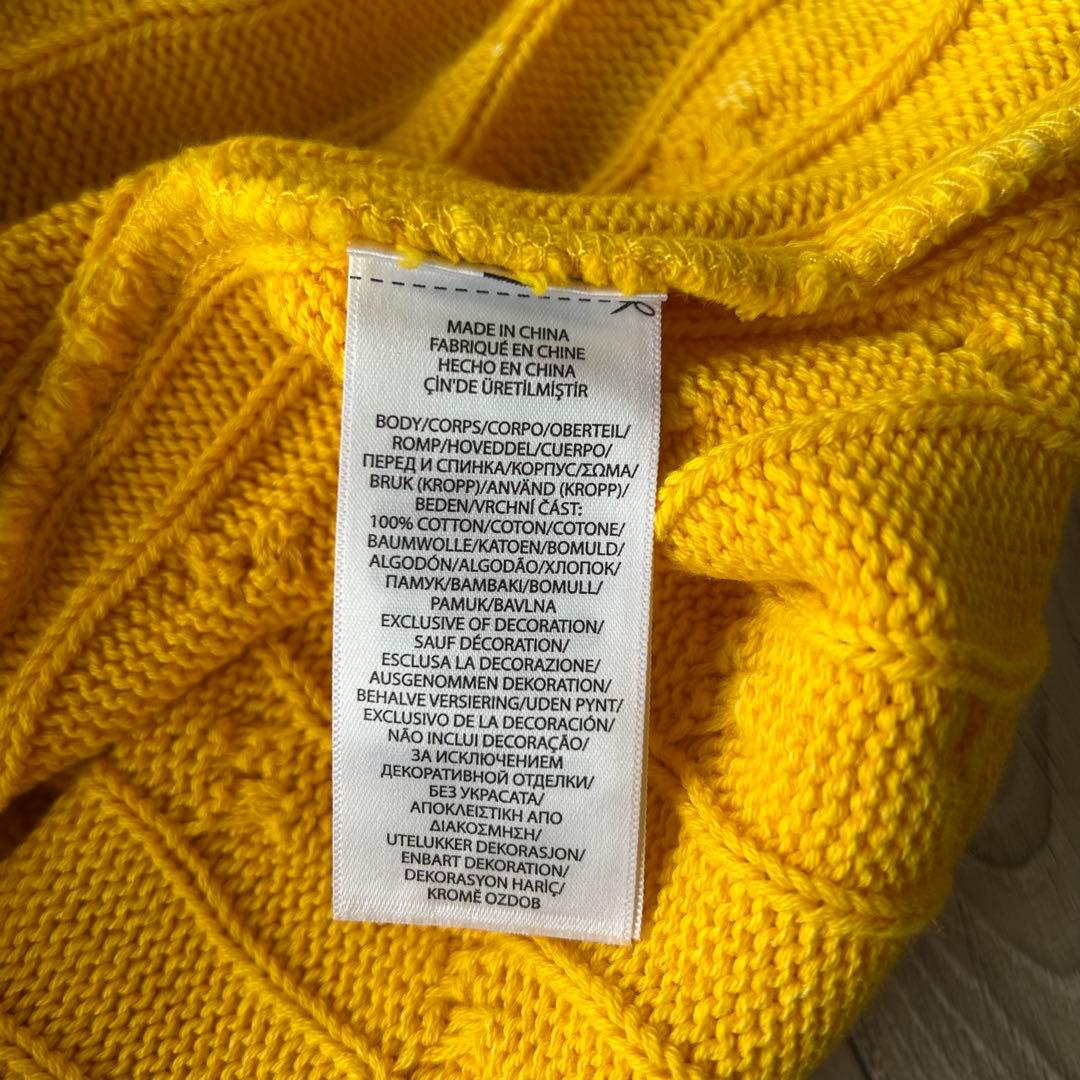 MADE IN CHINA
FABRIQUÉ EN CHINE
HECHO EN CHINA
ÇİN'DE ÜRETİLMİŞTİR
BODY/CORPS/CORPO/OBERTEIL/
ROMP/HOVEDDEL/CUERPO/
ПЕРЕД И СПИНКА/КОРПУС/ΣΩΜΑ/
BRUK (KROPP)/ANVÄND (KROPP)/
BEDEN/VRCHNÍ ČÁST:
100% COTTON/COTON/COTONE/
BAUMWOLLE/KATOEN/BOMULD/
ALGODÓN/ALGODÃO/ХЛОПОК/
ПАМУК/BAMBAKI/BOMULL/
PAMUK/BAVLNA
EXCLUSIVE OF DECORATION/
SAUF DÉCORATION/
ESCLUSA LA DECORAZIONE/
AUSGENOMMEN DEKORATION/
BEHALVE VERSIERING/UDEN PYNT/
EXCLUSIVO DE LA DECORACIÓN/
NÃO INCLUI DECORAÇÃO/
ЗА ИСКЛЮЧЕНИЕМ
ДЕКОРАТИВНОЙ ОТДЕЛКИ/
БЕЗ УКРАСАТА/
ΑΠΟΚΛΕΙΣΤΙΚΗ ΑΠΟ
ΔΙΑΚΟΣΜΗΣΗ/
UTELUKKER DEKORASJON/
ENBART DEKORATION/
DEKORASYON HARİÇ/
KROMĚ OZDOB